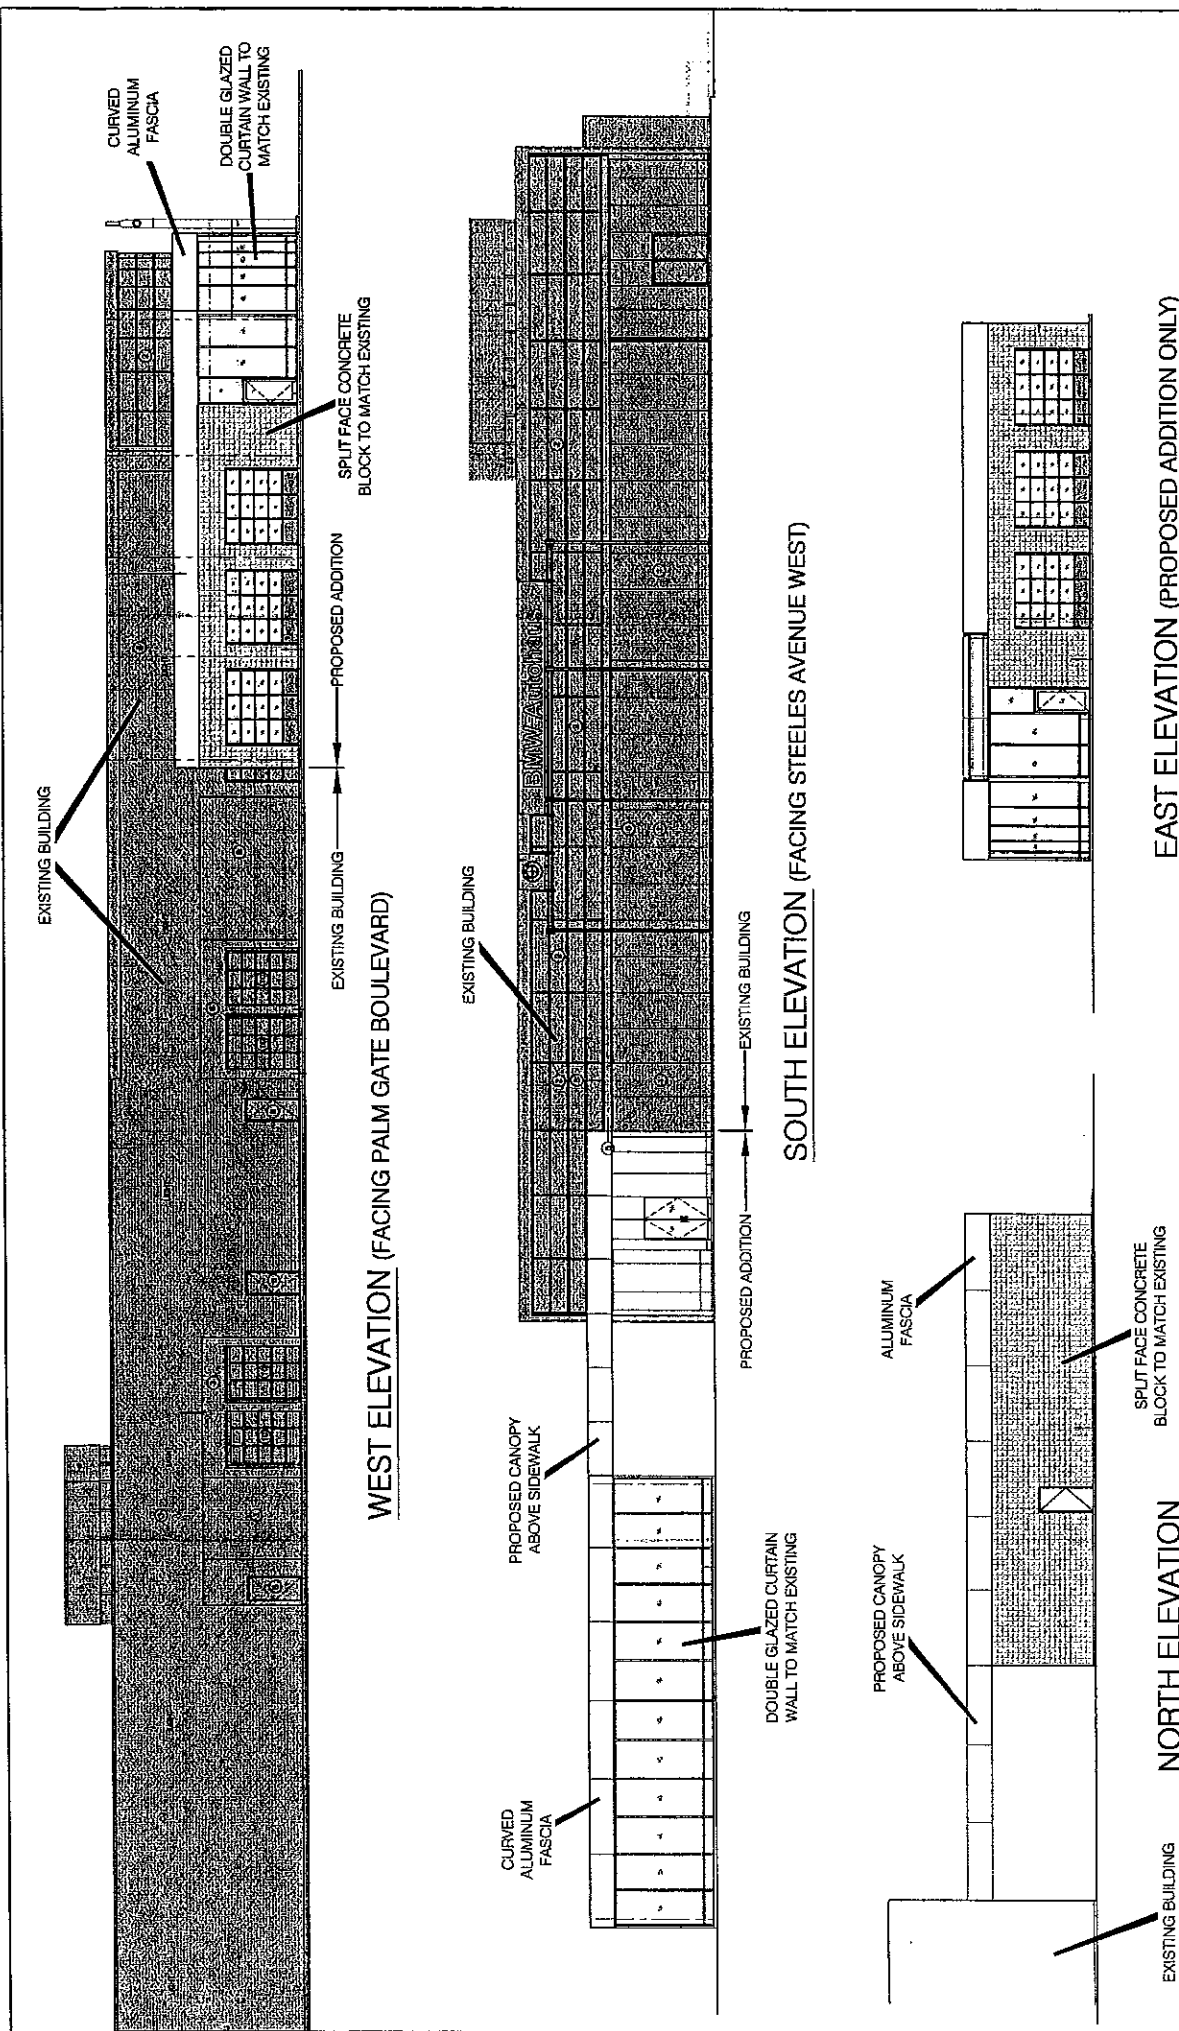 EXISTING BUILDING
CURVED
ALUMINUM
FASCIA
DOUBLE GLAZED
CURTAIN WALL TO
MATCH EXISTING
SPLIT FACE CONCRETE
BLOCK TO MATCH EXISTING
EXISTING BUILDING
PROPOSED ADDITION
WEST ELEVATION (FACING PALM GATE BOULEVARD)
EXISTING BUILDING
BMW Autohaus
PROPOSED CANOPY
ABOVE SIDEWALK
CURVED
ALUMINUM
FASCIA
DOUBLE GLAZED CURTAIN
WALL TO MATCH EXISTING
PROPOSED ADDITION
EXISTING BUILDING
SOUTH ELEVATION (FACING STEELES AVENUE WEST)
PROPOSED CANOPY
ABOVE SIDEWALK
ALUMINUM
FASCIA
EXISTING BUILDING
SPLIT FACE CONCRETE
BLOCK TO MATCH EXISTING
NORTH ELEVATION
EAST ELEVATION (PROPOSED ADDITION ONLY)